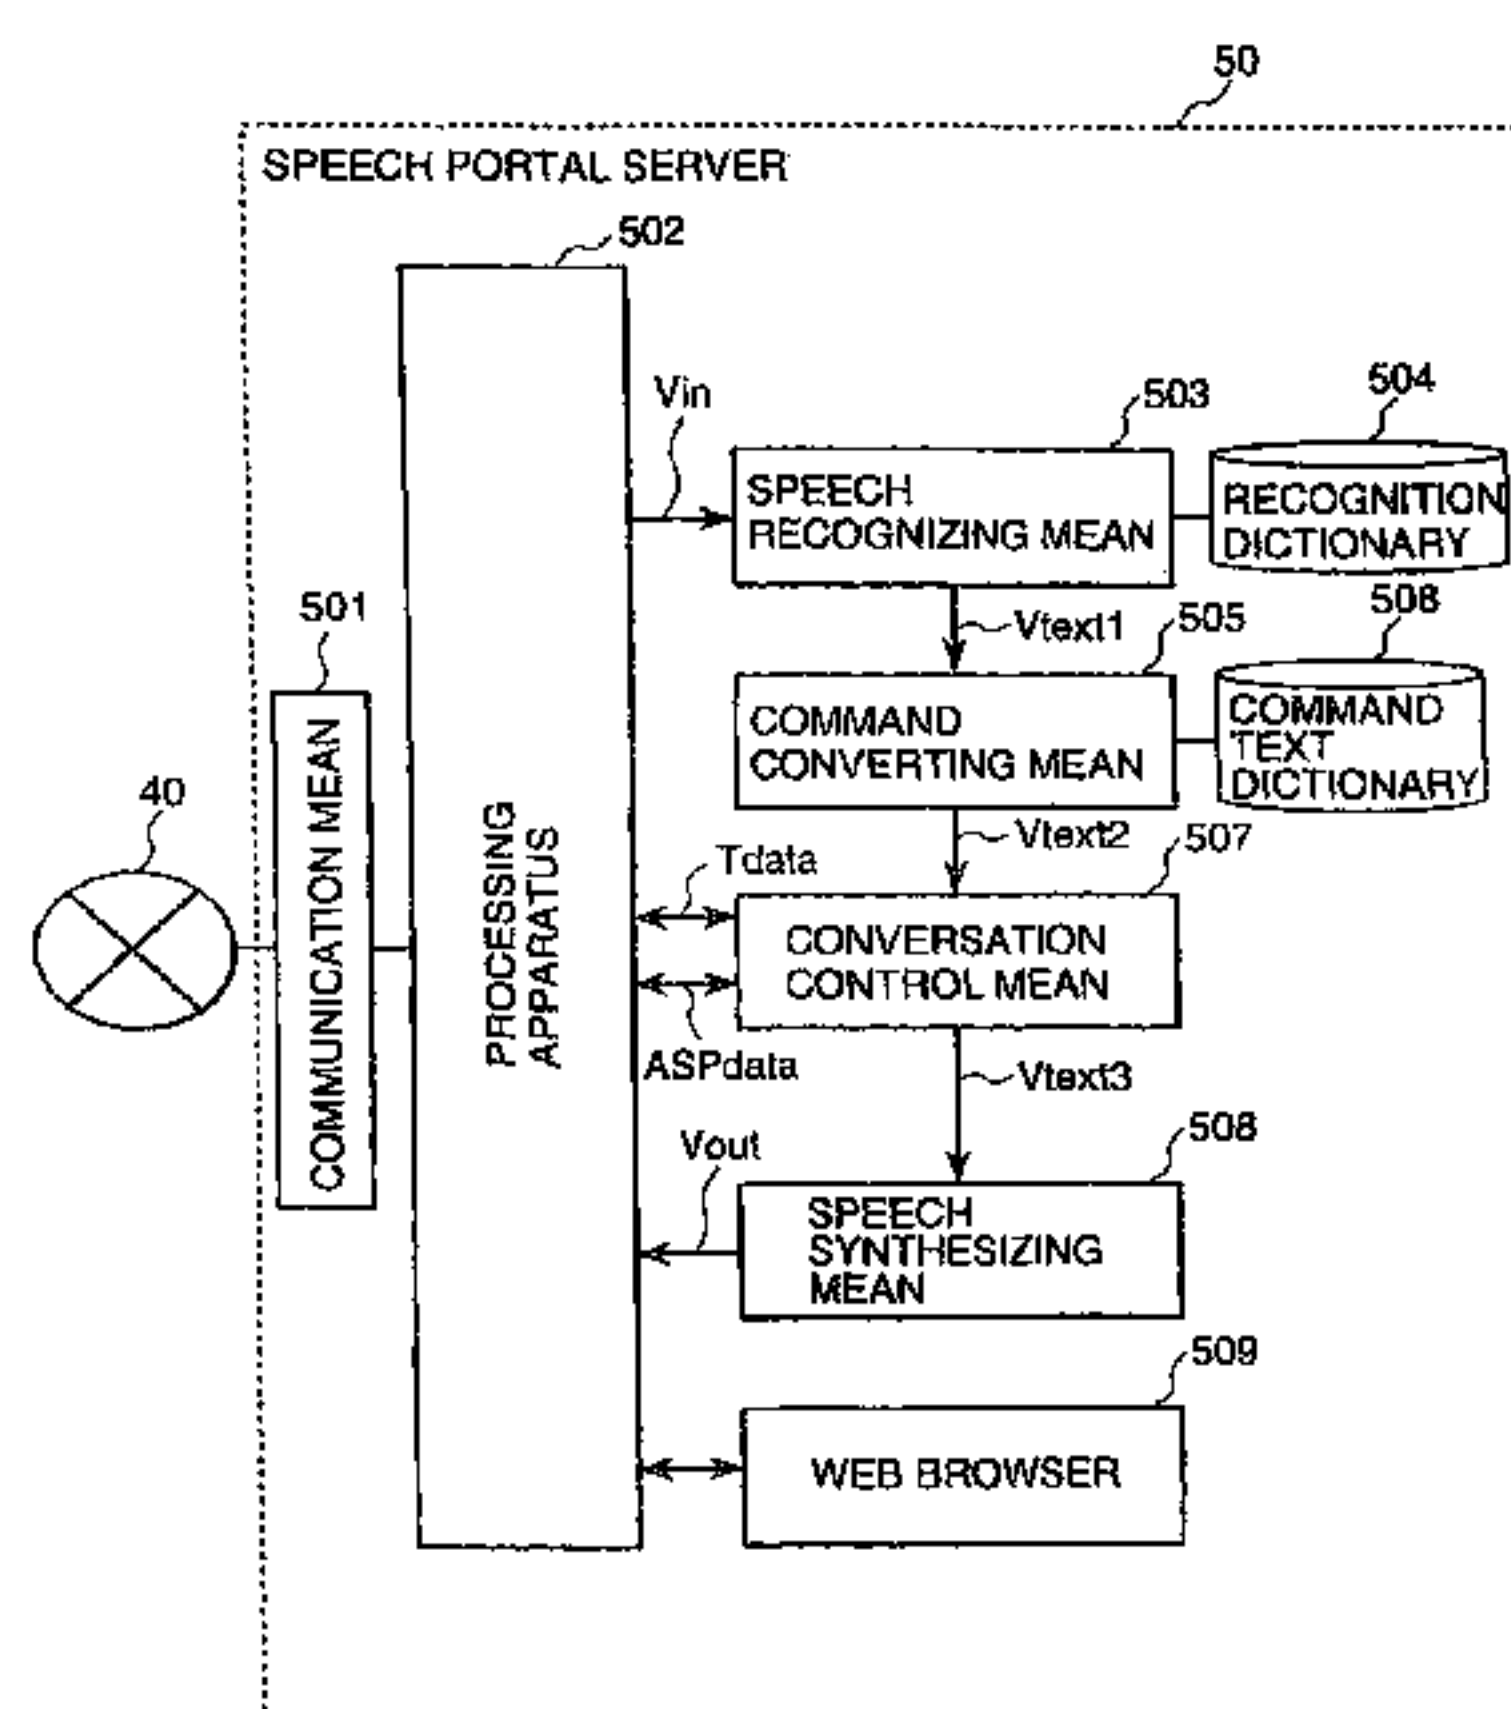 50
SPEECH PORTAL SERVER
502
Vin
503
504
SPEECH
RECOGNIZING MEAN
RECOGNITION
DICTIONARY
501
Vtext1
505
506
COMMUNICATION MEAN
COMMAND
CONVERTING MEAN
COMMAND
TEXT
DICTIONARY
40
PROCESSING
APPARATUS
Vtext2
507
Tdata
CONVERSATION
CONTROL MEAN
ASPdata
Vtext3
Vout
508
SPEECH
SYNTHESIZING
MEAN
509
WEB BROWSER